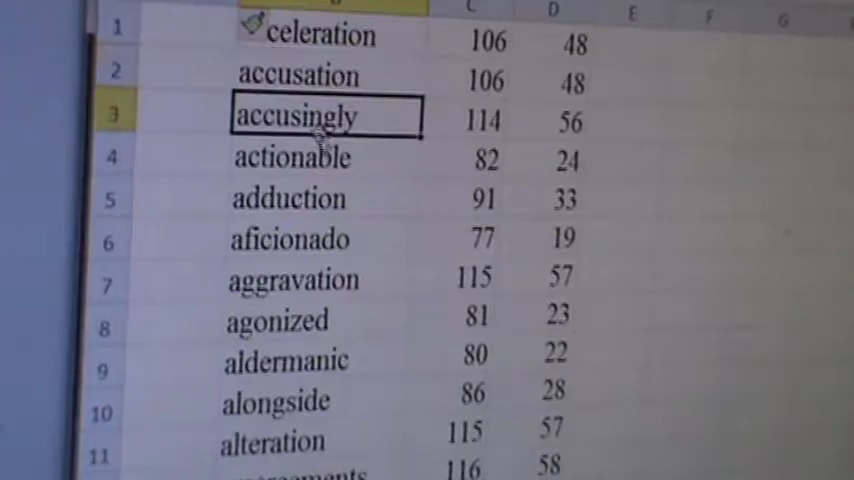 C D E F G
1 celeration 106 48
2 accusation 106 48
3 accusingly 114 56
4 actionable 82 24
5 adduction 91 33
6 aficionado 77 19
7 aggravation 115 57
8 agonized 81 23
9 aldermanic 80 22
10 alongside 86 28
11 alteration 115 57
116 58